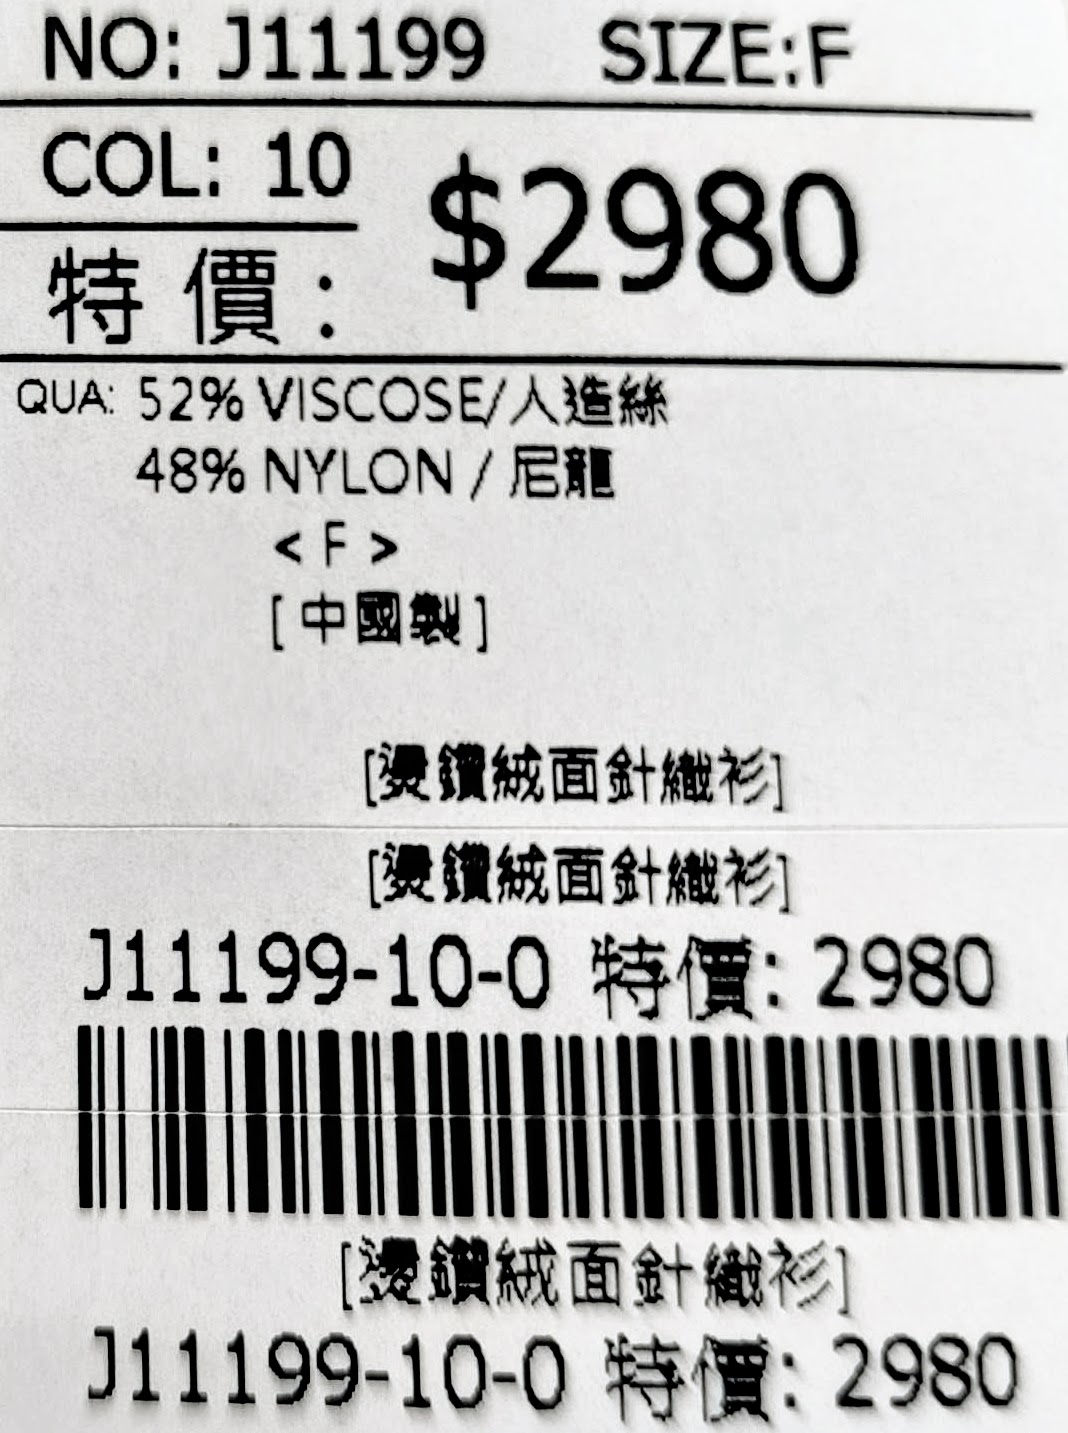 NO: J11199 SIZE:F
COL: 10 $2980
特價:
QUA: 52% VISCOSE/人造絲
48% NYLON / 尼龍
< F >
[中國製]
[燙鑽絨面針織衫]
[燙鑽絨面針織衫]
J11199-10-0 特價: 2980
[燙鑽絨面針織衫]
J11199-10-0 特價: 2980